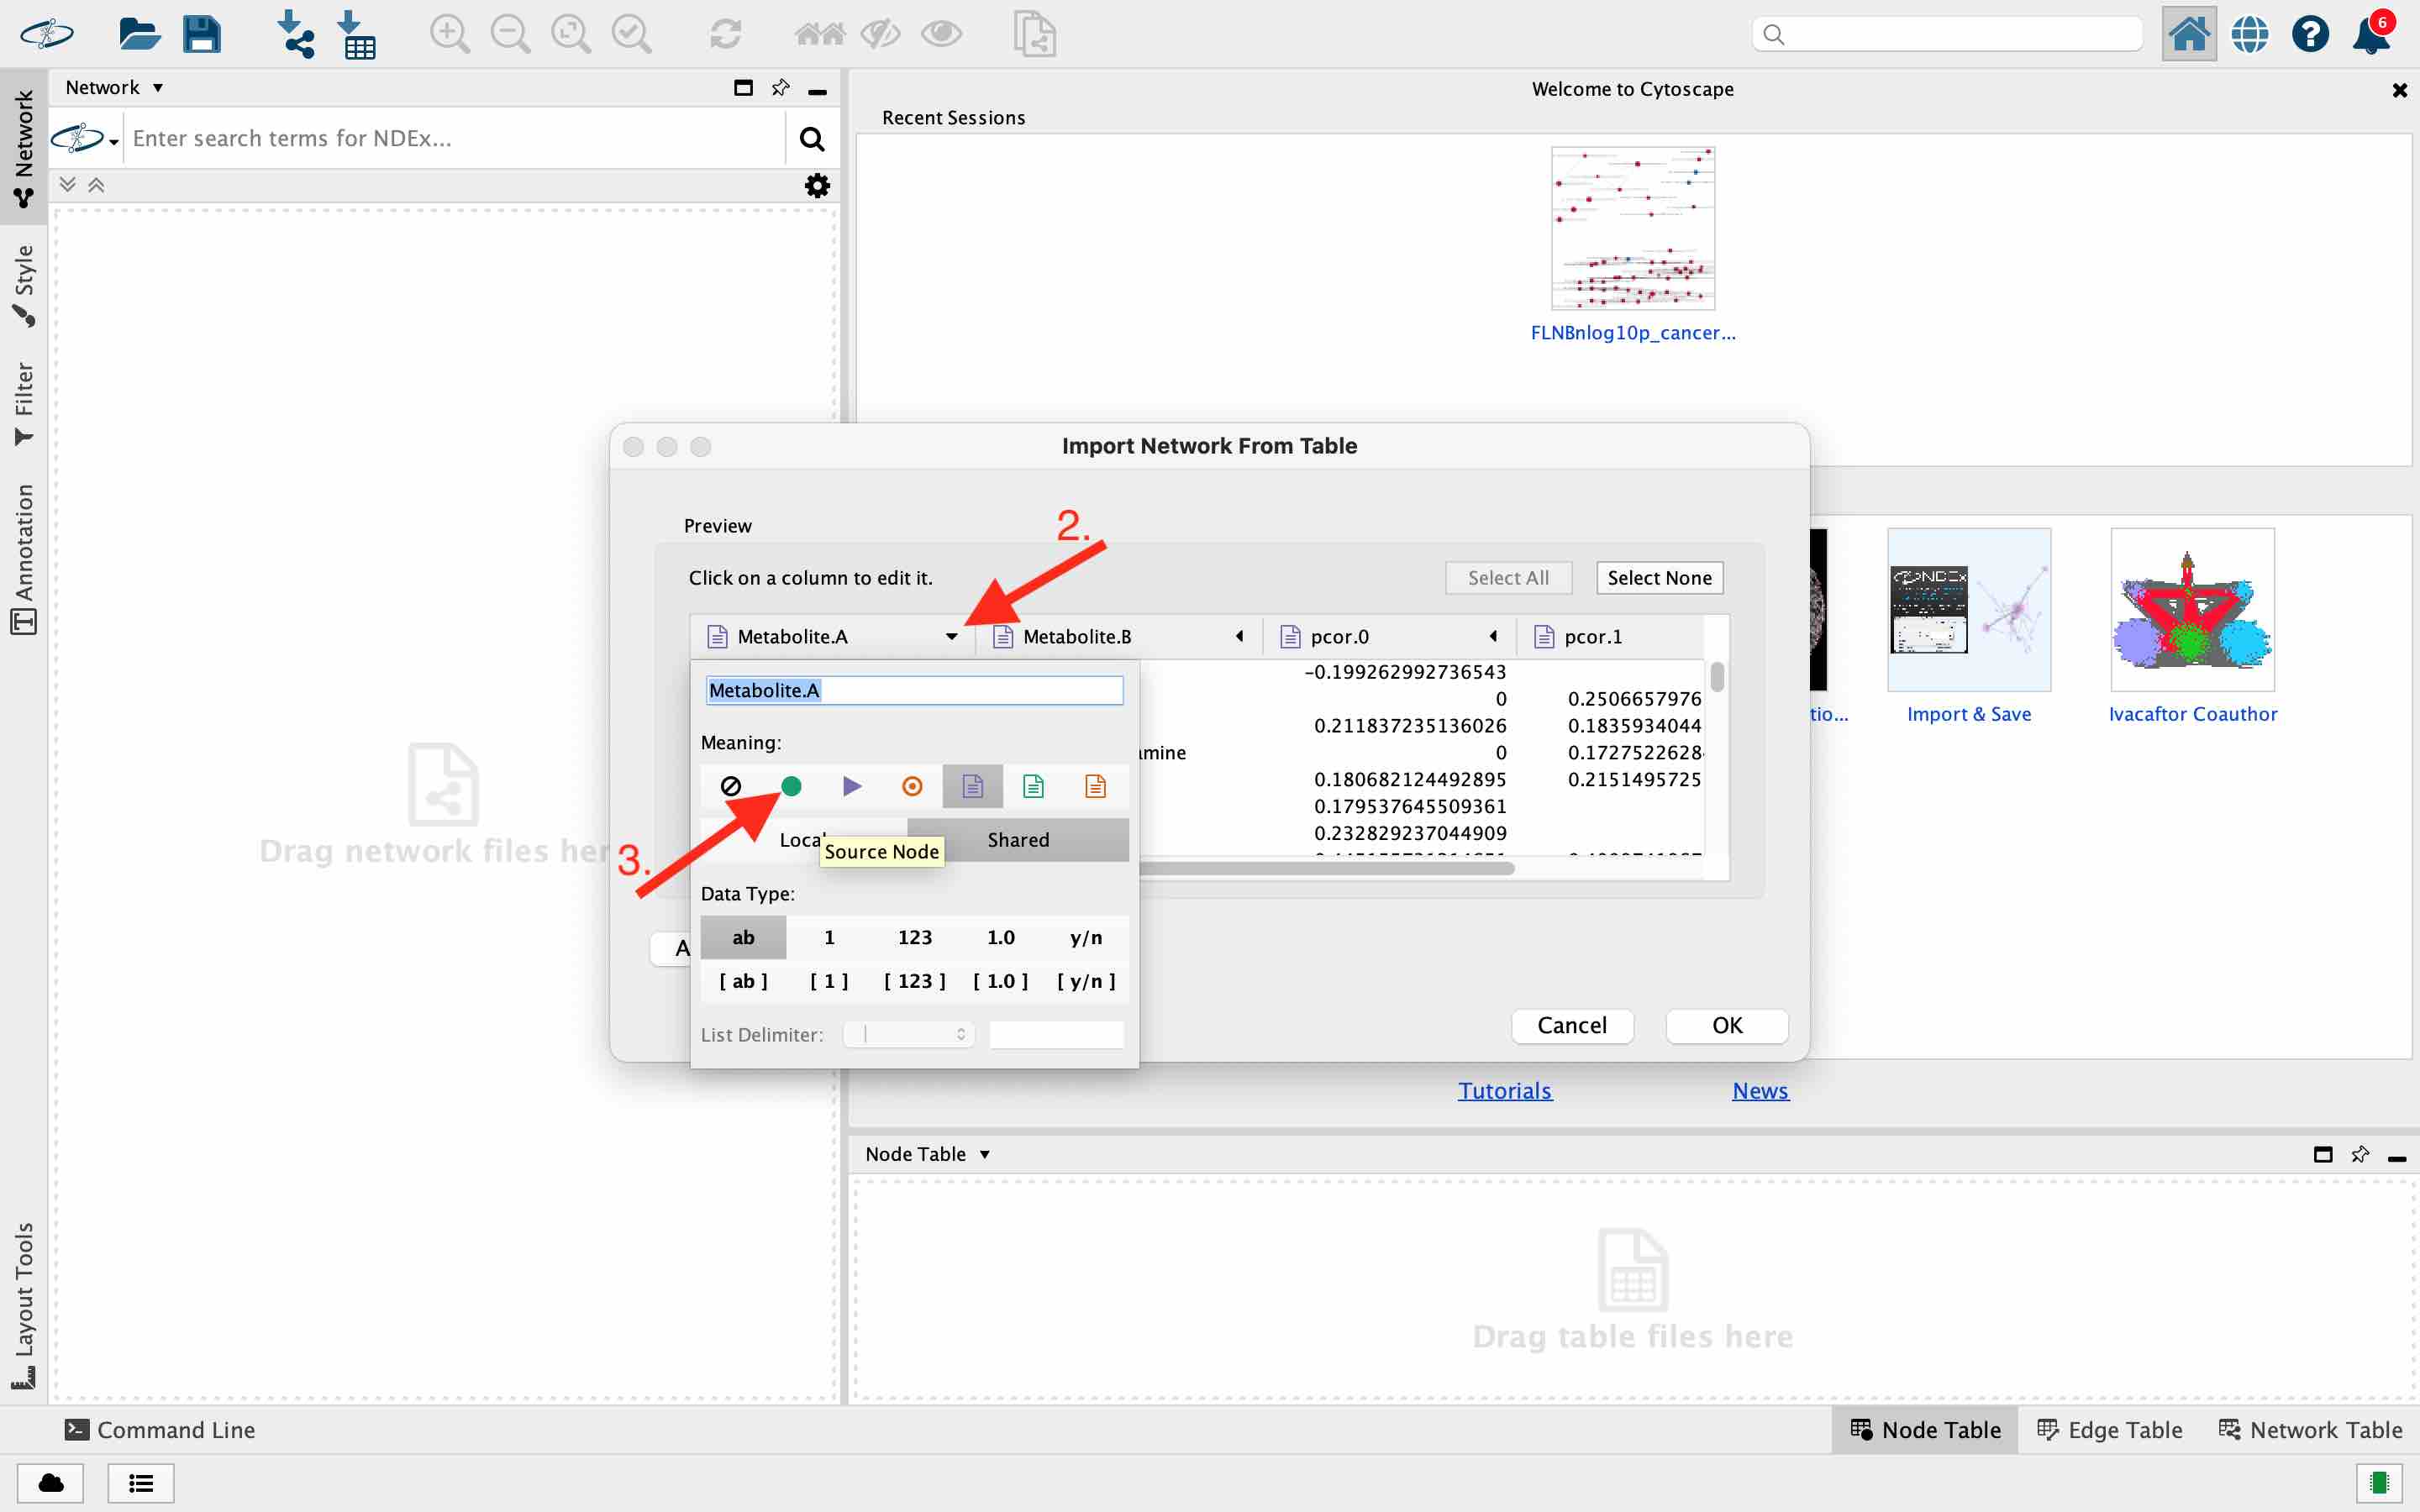 6
Network
Welcome to Cytoscape
Recent Sessions
Enter search terms for NDEx...
Network
Style
Filter
Annotation
Layout Tools
FLNBnlog10p_cancer...
Import Network From Table
2.
Preview
Click on a column to edit it.
Select All
Select None
Metabolite.A
Metabolite.B
pcor.0
pcor.1
-0.199262992736543
0 0.2506657976
0.211837235136026 0.1835934044
amine 0 0.1727522628
0.180682124492895 0.2151495725
0.179537645509361
0.232829237044909
Metabolite.A
Meaning:
Local
Shared
Source Node
3.
Data Type:
ab 1 123 1.0 y/n
[ ab ] [ 1 ] [ 123 ] [ 1.0 ] [ y/n ]
List Delimiter: |
A
Cancel
OK
NDEx
tio...
Import & Save
Ivacaftor Coauthor
Drag network files her
Tutorials
News
Node Table
Drag table files here
Command Line
Node Table
Edge Table
Network Table